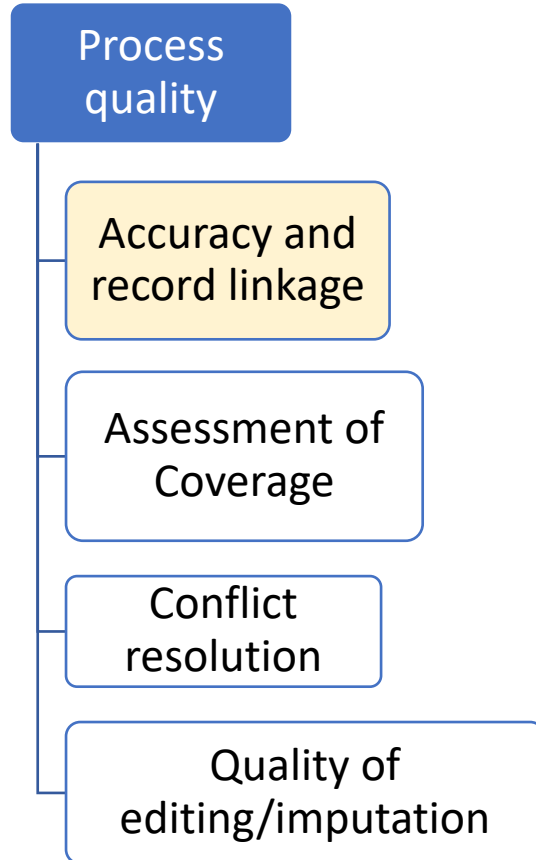 Process
quality
Accuracy and
record linkage
Assessment of
Coverage
Conflict
resolution
Quality of
editing/imputation